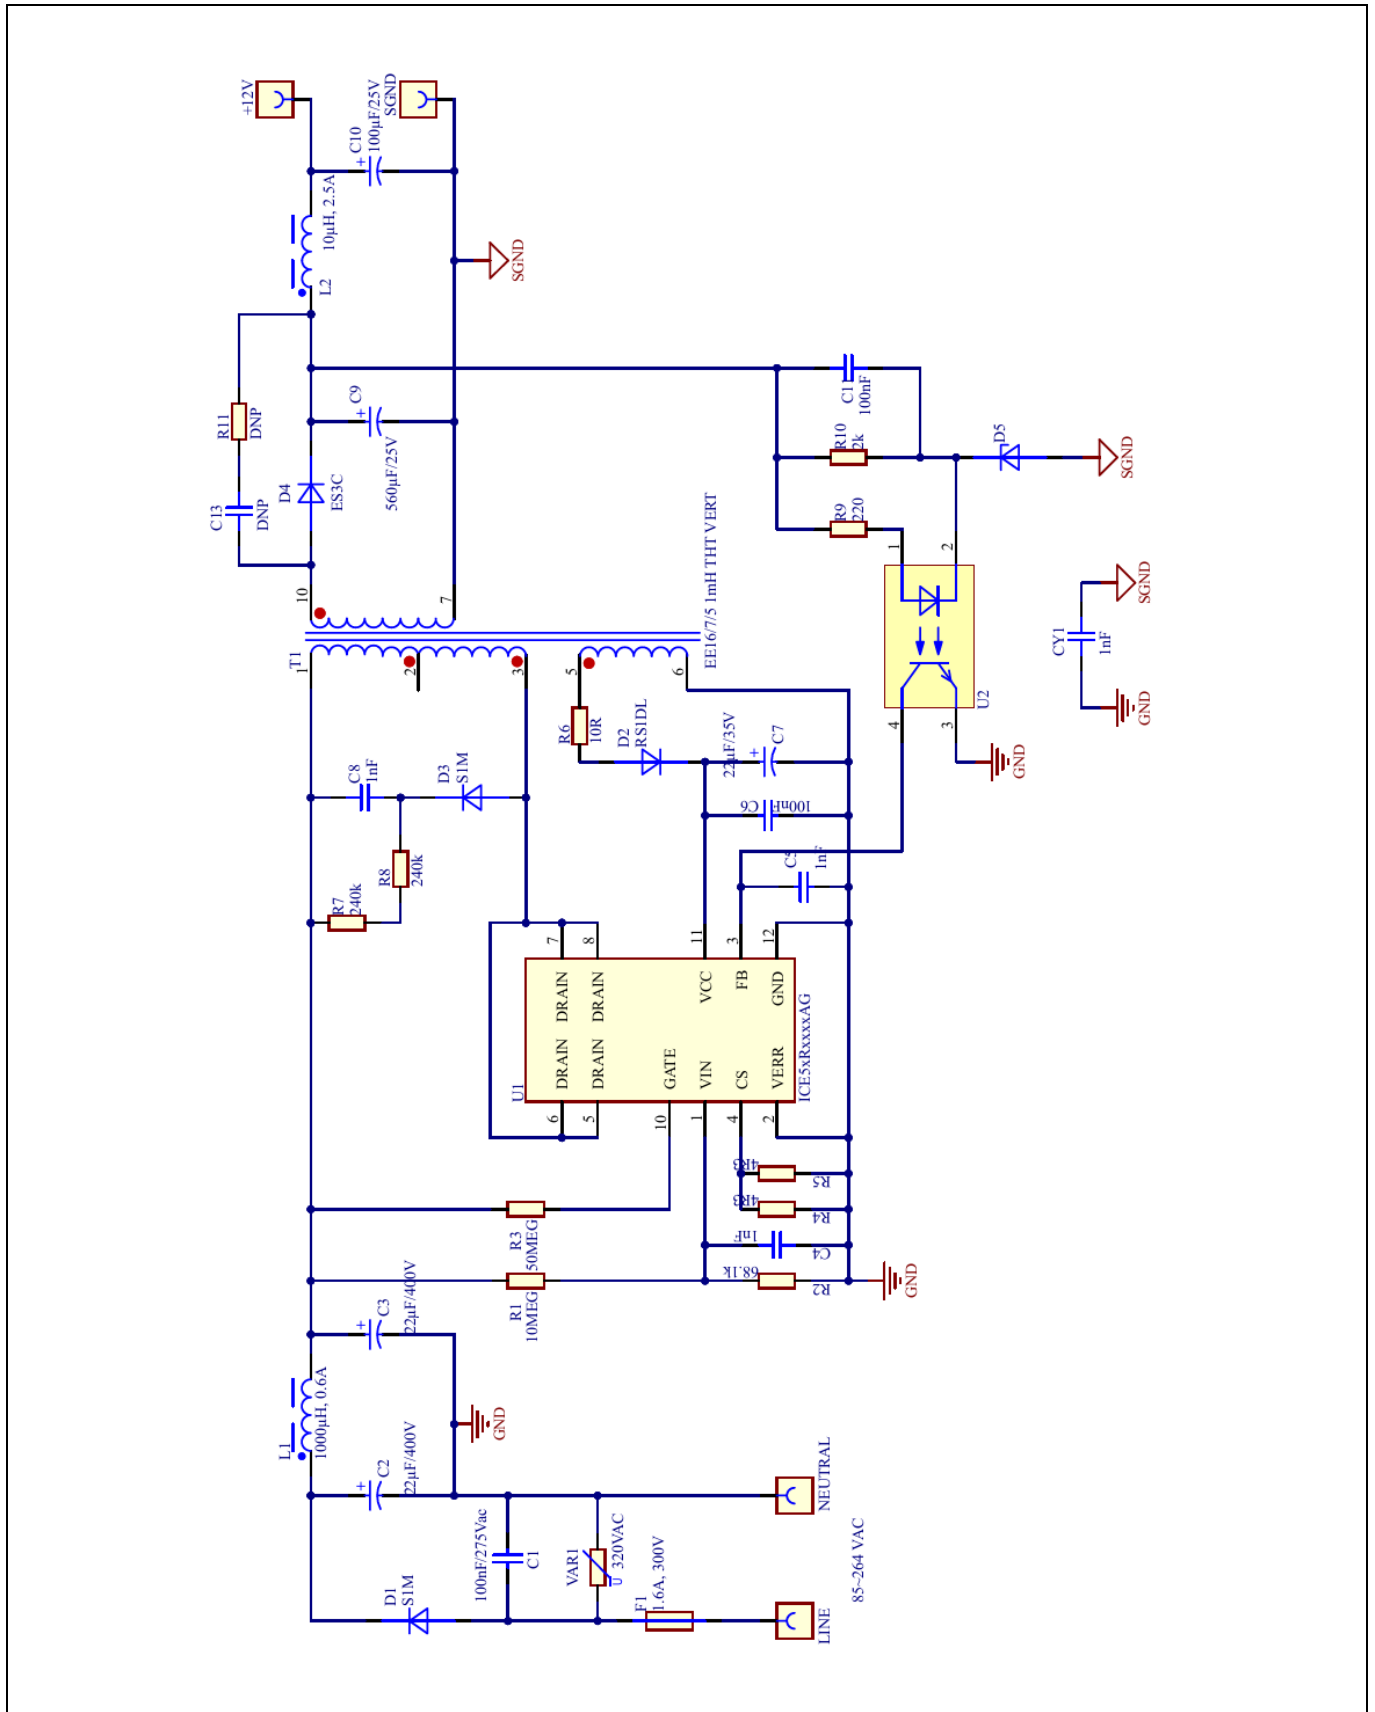 +12V
C10
100µF/25V
SGND
10µH, 2.5A
L2
SGND
R11
DNP
C9
560µF/25V
C13
DNP
D4
ES3C
C1
100nF
R10
2k
R9
220
D5
SGND
10
7
T1
1
2
3
5
6
EE16/7/5 1mH THT VERT
1
2
4
3
U2
GND
CY1
1nF
SGND
GND
R6
10R
D2
RS1DL
22µF/35V
C7
C6
100nF
C5
1nF
C8
1nF
D3
S1M
R8
240k
R7
240k
7
8
11
3
12
DRAIN
DRAIN
VCC
FB
GND
DRAIN
DRAIN
GATE
VIN
CS
VERR
U1
ICE5xRxxxxAG
6
5
10
1
4
2
4R3
R5
4R3
R4
1nF
C4
68.1k
R2
GND
R3
50MEG
R1
10MEG
C3
22µF/400V
L1
1000µH, 0.6A
GND
C2
22µF/400V
D1
S1M
100nF/275Vac
C1
VAR1
U
320VAC
F1
1.6A, 300V
NEUTRAL
LINE
85~264 VAC